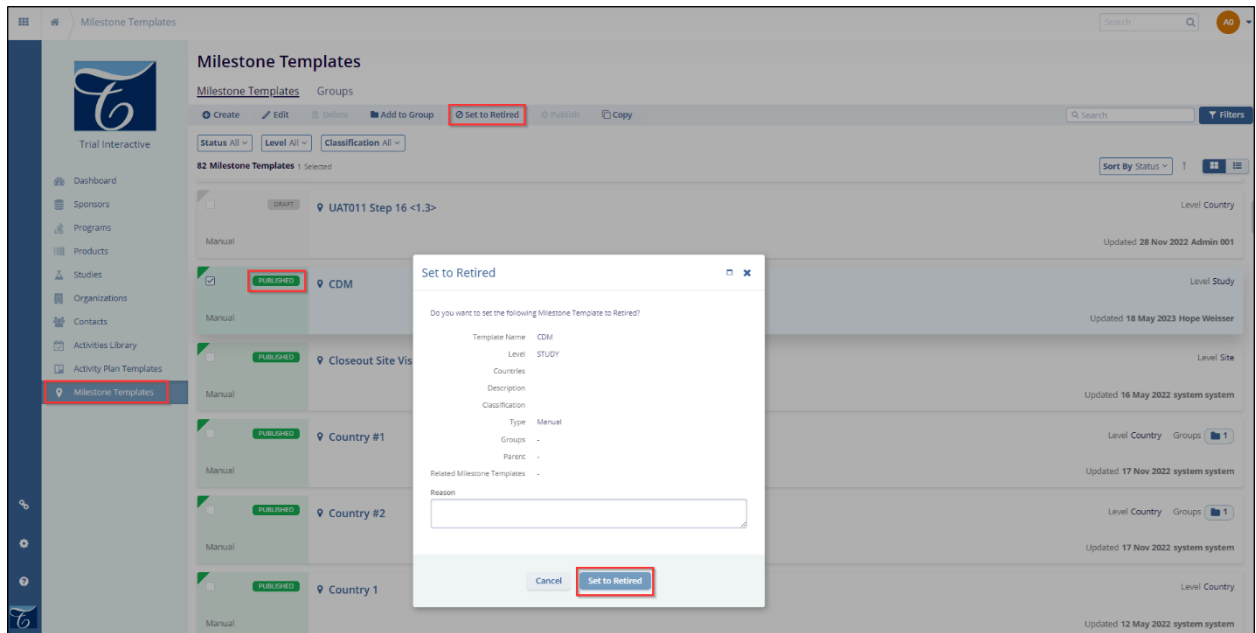 Milestone Templates
Search
A0
Trial Interactive
Dashboard
Sponsors
Programs
Products
Studies
Organizations
Contacts
Activities Library
Activity Plan Templates
Milestone Templates
Milestone Templates
Milestone Templates Groups
Create Edit Delete Add to Group Set to Retired Publish Copy
Search
Filters
Status All Level All Classification All
82 Milestone Templates 1 Selected
Sort By Status
DRAFT UAT011 Step 16 <1.3> Level Country
Manual Updated 28 Nov 2022 Admin 001
PUBLISHED CDM Level Study
Manual Updated 18 May 2023 Hope Weisser
PUBLISHED Closeout Site Vis Level Site
Manual Updated 16 May 2022 system system
PUBLISHED Country #1 Level Country Groups 1
Manual Updated 17 Nov 2022 system system
PUBLISHED Country #2 Level Country Groups 1
Manual Updated 17 Nov 2022 system system
PUBLISHED Country 1 Level Country
Manual Updated 12 May 2022 system system
Set to Retired
Do you want to set the following Milestone Template to Retired?
Template Name CDM
Level STUDY
Countries
Description
Classification
Type Manual
Groups -
Parent -
Related Milestone Templates -
Reason
Cancel Set to Retired